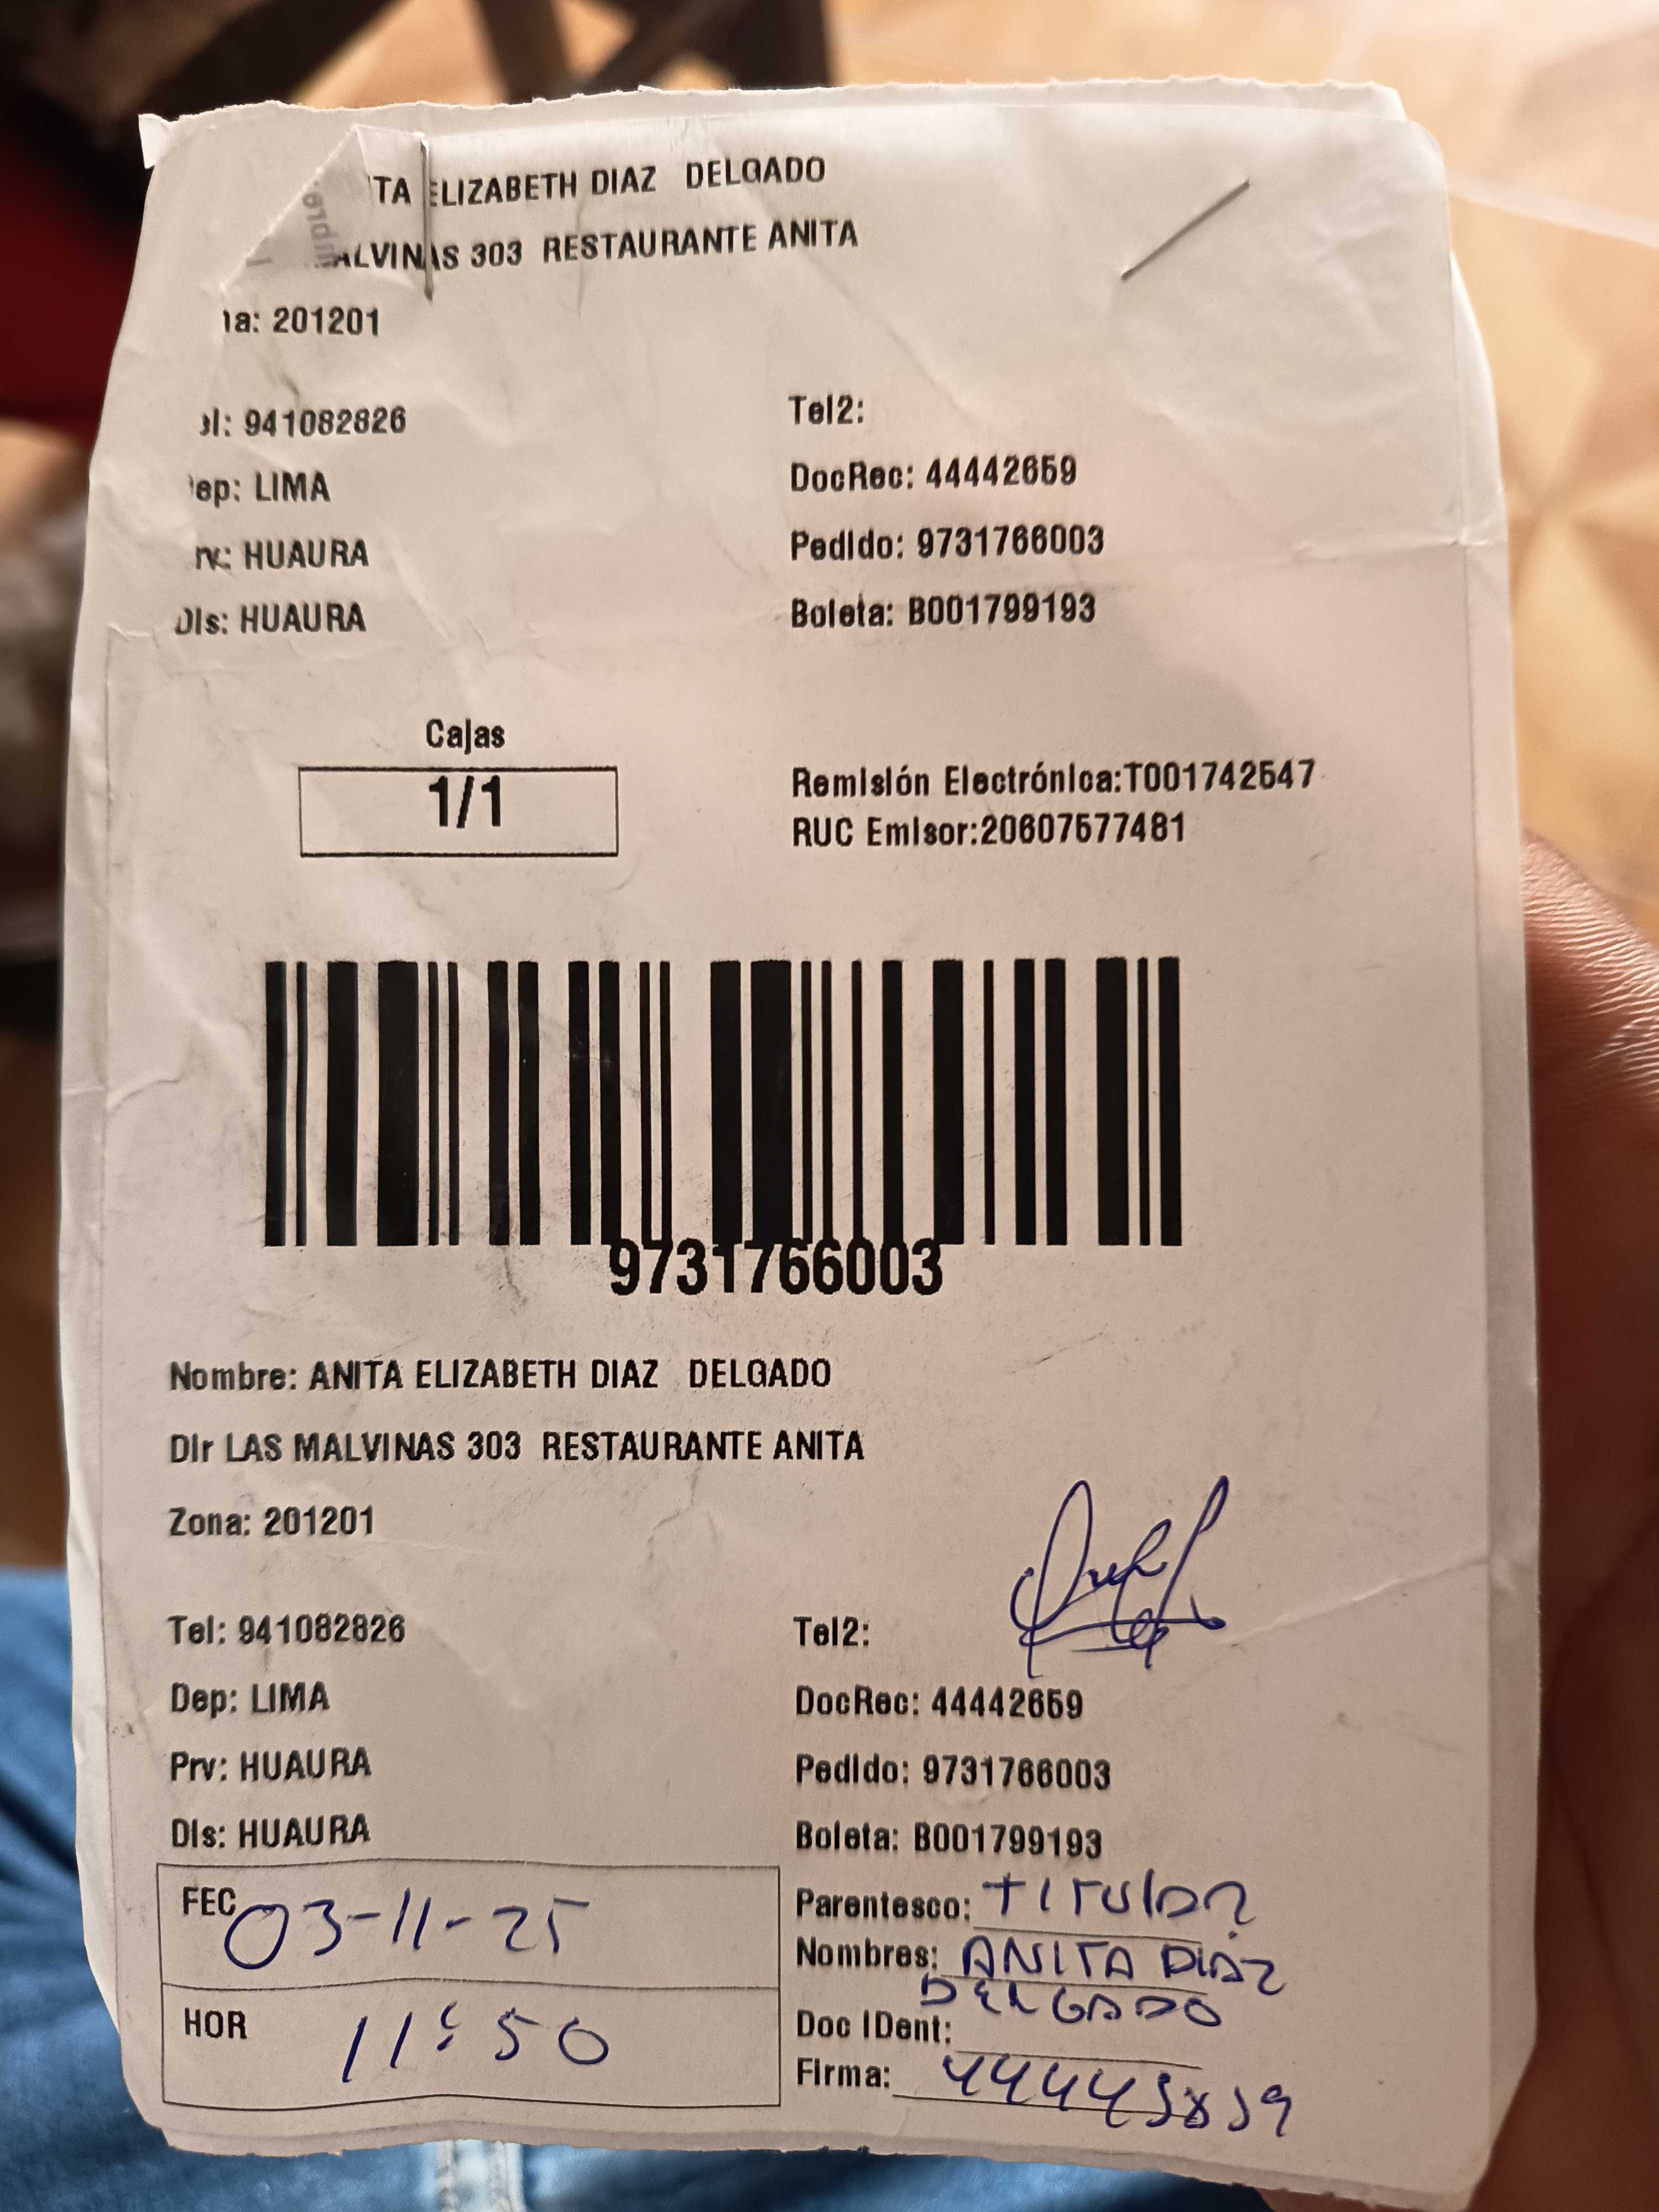 TA ELIZABETH DIAZ DELGADO
ALVINAS 303 RESTAURANTE ANITA
a: 201201
l: 941082826 Tel2:
ep: LIMA DocRec: 44442659
rv: HUAURA Pedido: 9731766003
Dis: HUAURA Boleta: B001799193
Cajas
1/1
Remisión Electrónica:T001742547
RUC Emisor:20607577481
9731766003
Nombre: ANITA ELIZABETH DIAZ DELGADO
Dir LAS MALVINAS 303 RESTAURANTE ANITA
Zona: 201201
Tel: 941082826 Tel2:
Dep: LIMA DocRec: 44442659
Prv: HUAURA Pedido: 9731766003
Dis: HUAURA Boleta: B001799193
FEC 03-11-25
HOR 11:50
Parentesco: TITULAR
Nombres: ANITA DIAZ
DELGADO
Doc IDent:
Firma: